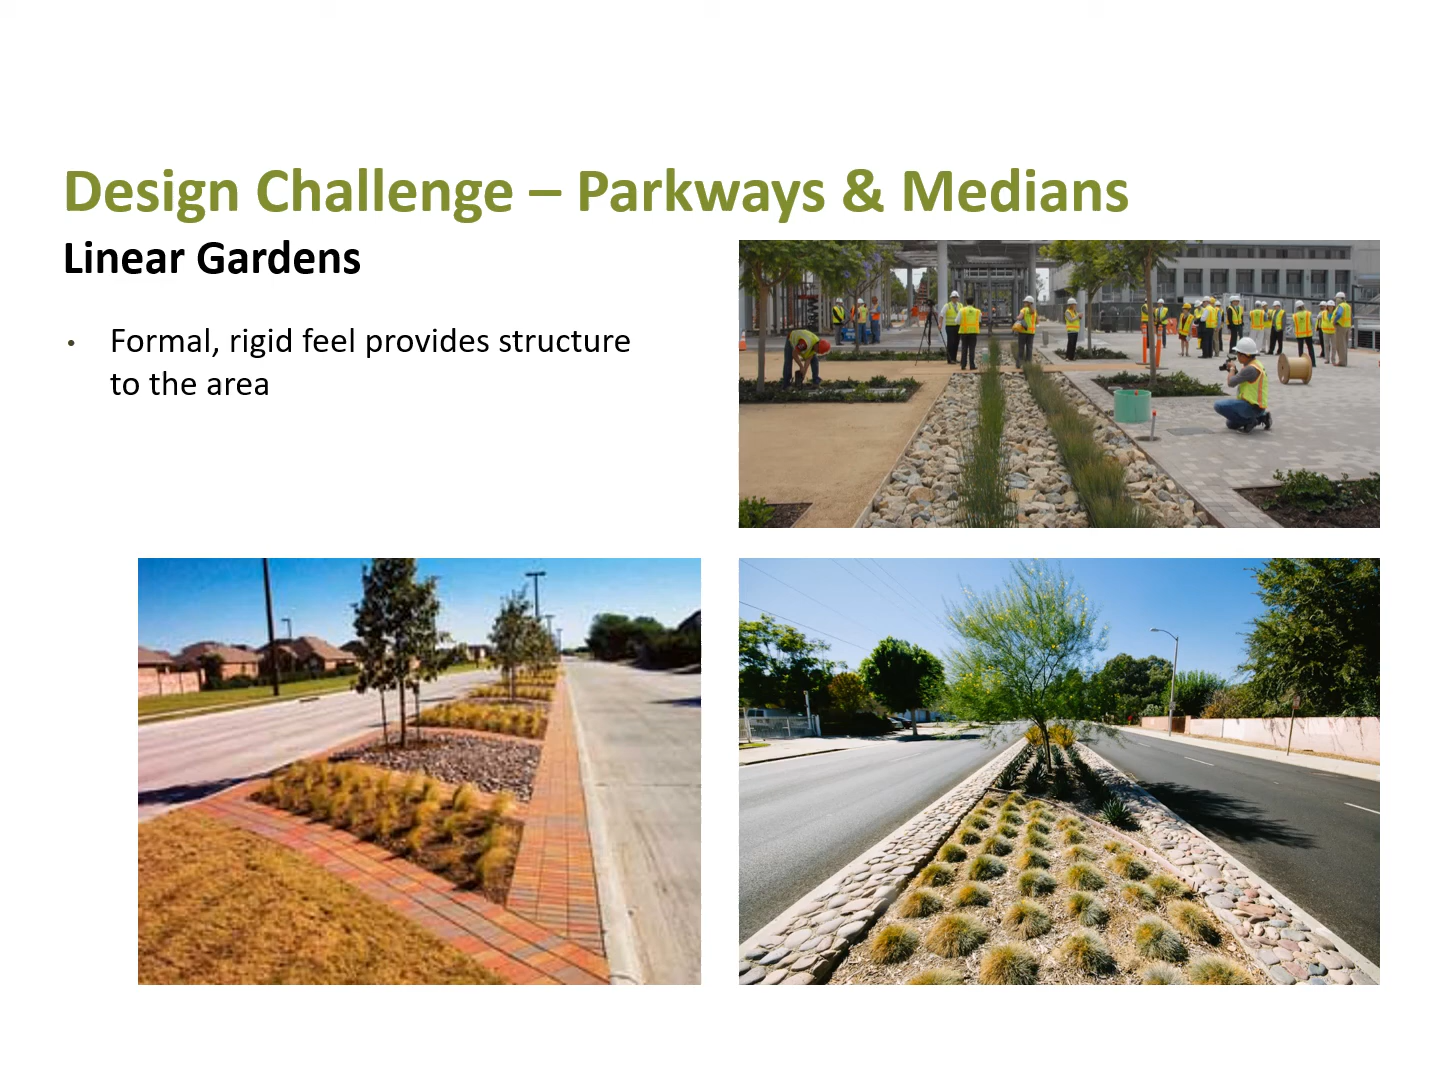 Design Challenge – Parkways & Medians
Linear Gardens
• Formal, rigid feel provides structure
to the area